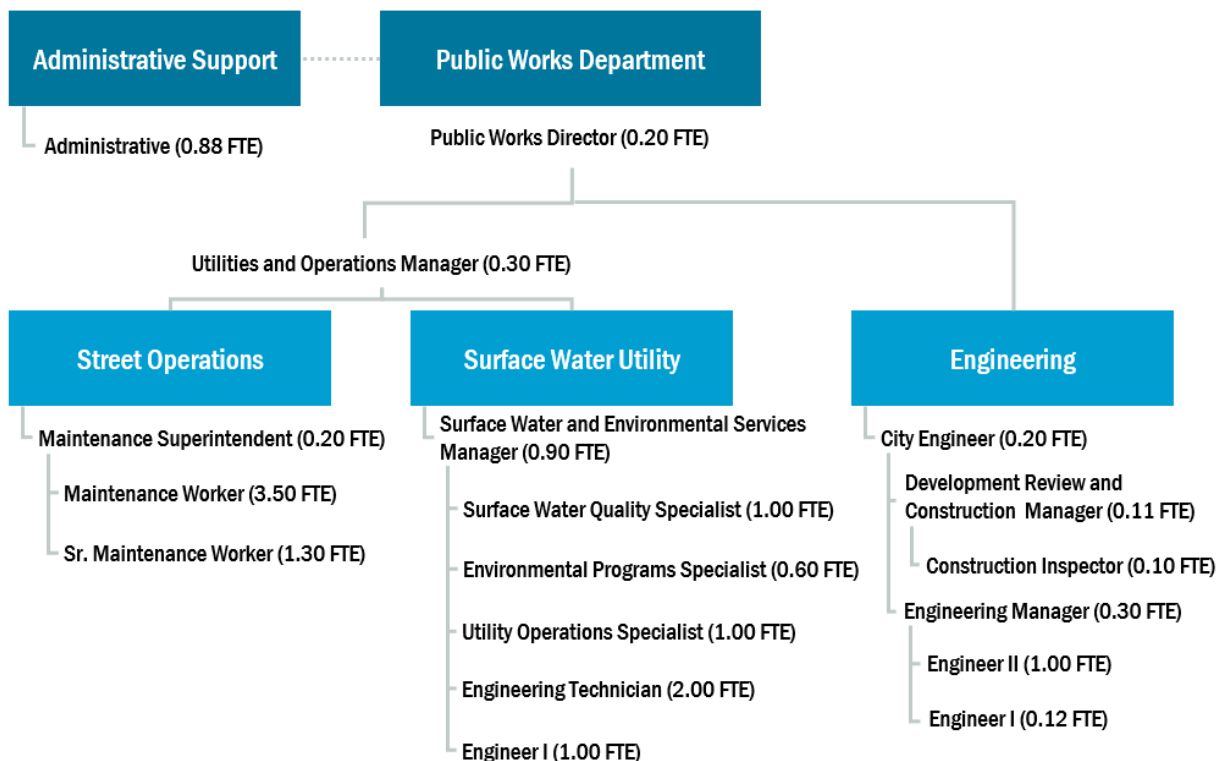 Administrative Support
Public Works Department
Administrative (0.88 FTE)
Public Works Director (0.20 FTE)
Utilities and Operations Manager (0.30 FTE)
Street Operations
Maintenance Superintendent (0.20 FTE)
Maintenance Worker (3.50 FTE)
Sr. Maintenance Worker (1.30 FTE)
Surface Water Utility
Surface Water and Environmental Services
Manager (0.90 FTE)
Surface Water Quality Specialist (1.00 FTE)
Environmental Programs Specialist (0.60 FTE)
Utility Operations Specialist (1.00 FTE)
Engineering Technician (2.00 FTE)
Engineer I (1.00 FTE)
Engineering
City Engineer (0.20 FTE)
Development Review and
Construction Manager (0.11 FTE)
Construction Inspector (0.10 FTE)
Engineering Manager (0.30 FTE)
Engineer II (1.00 FTE)
Engineer I (0.12 FTE)